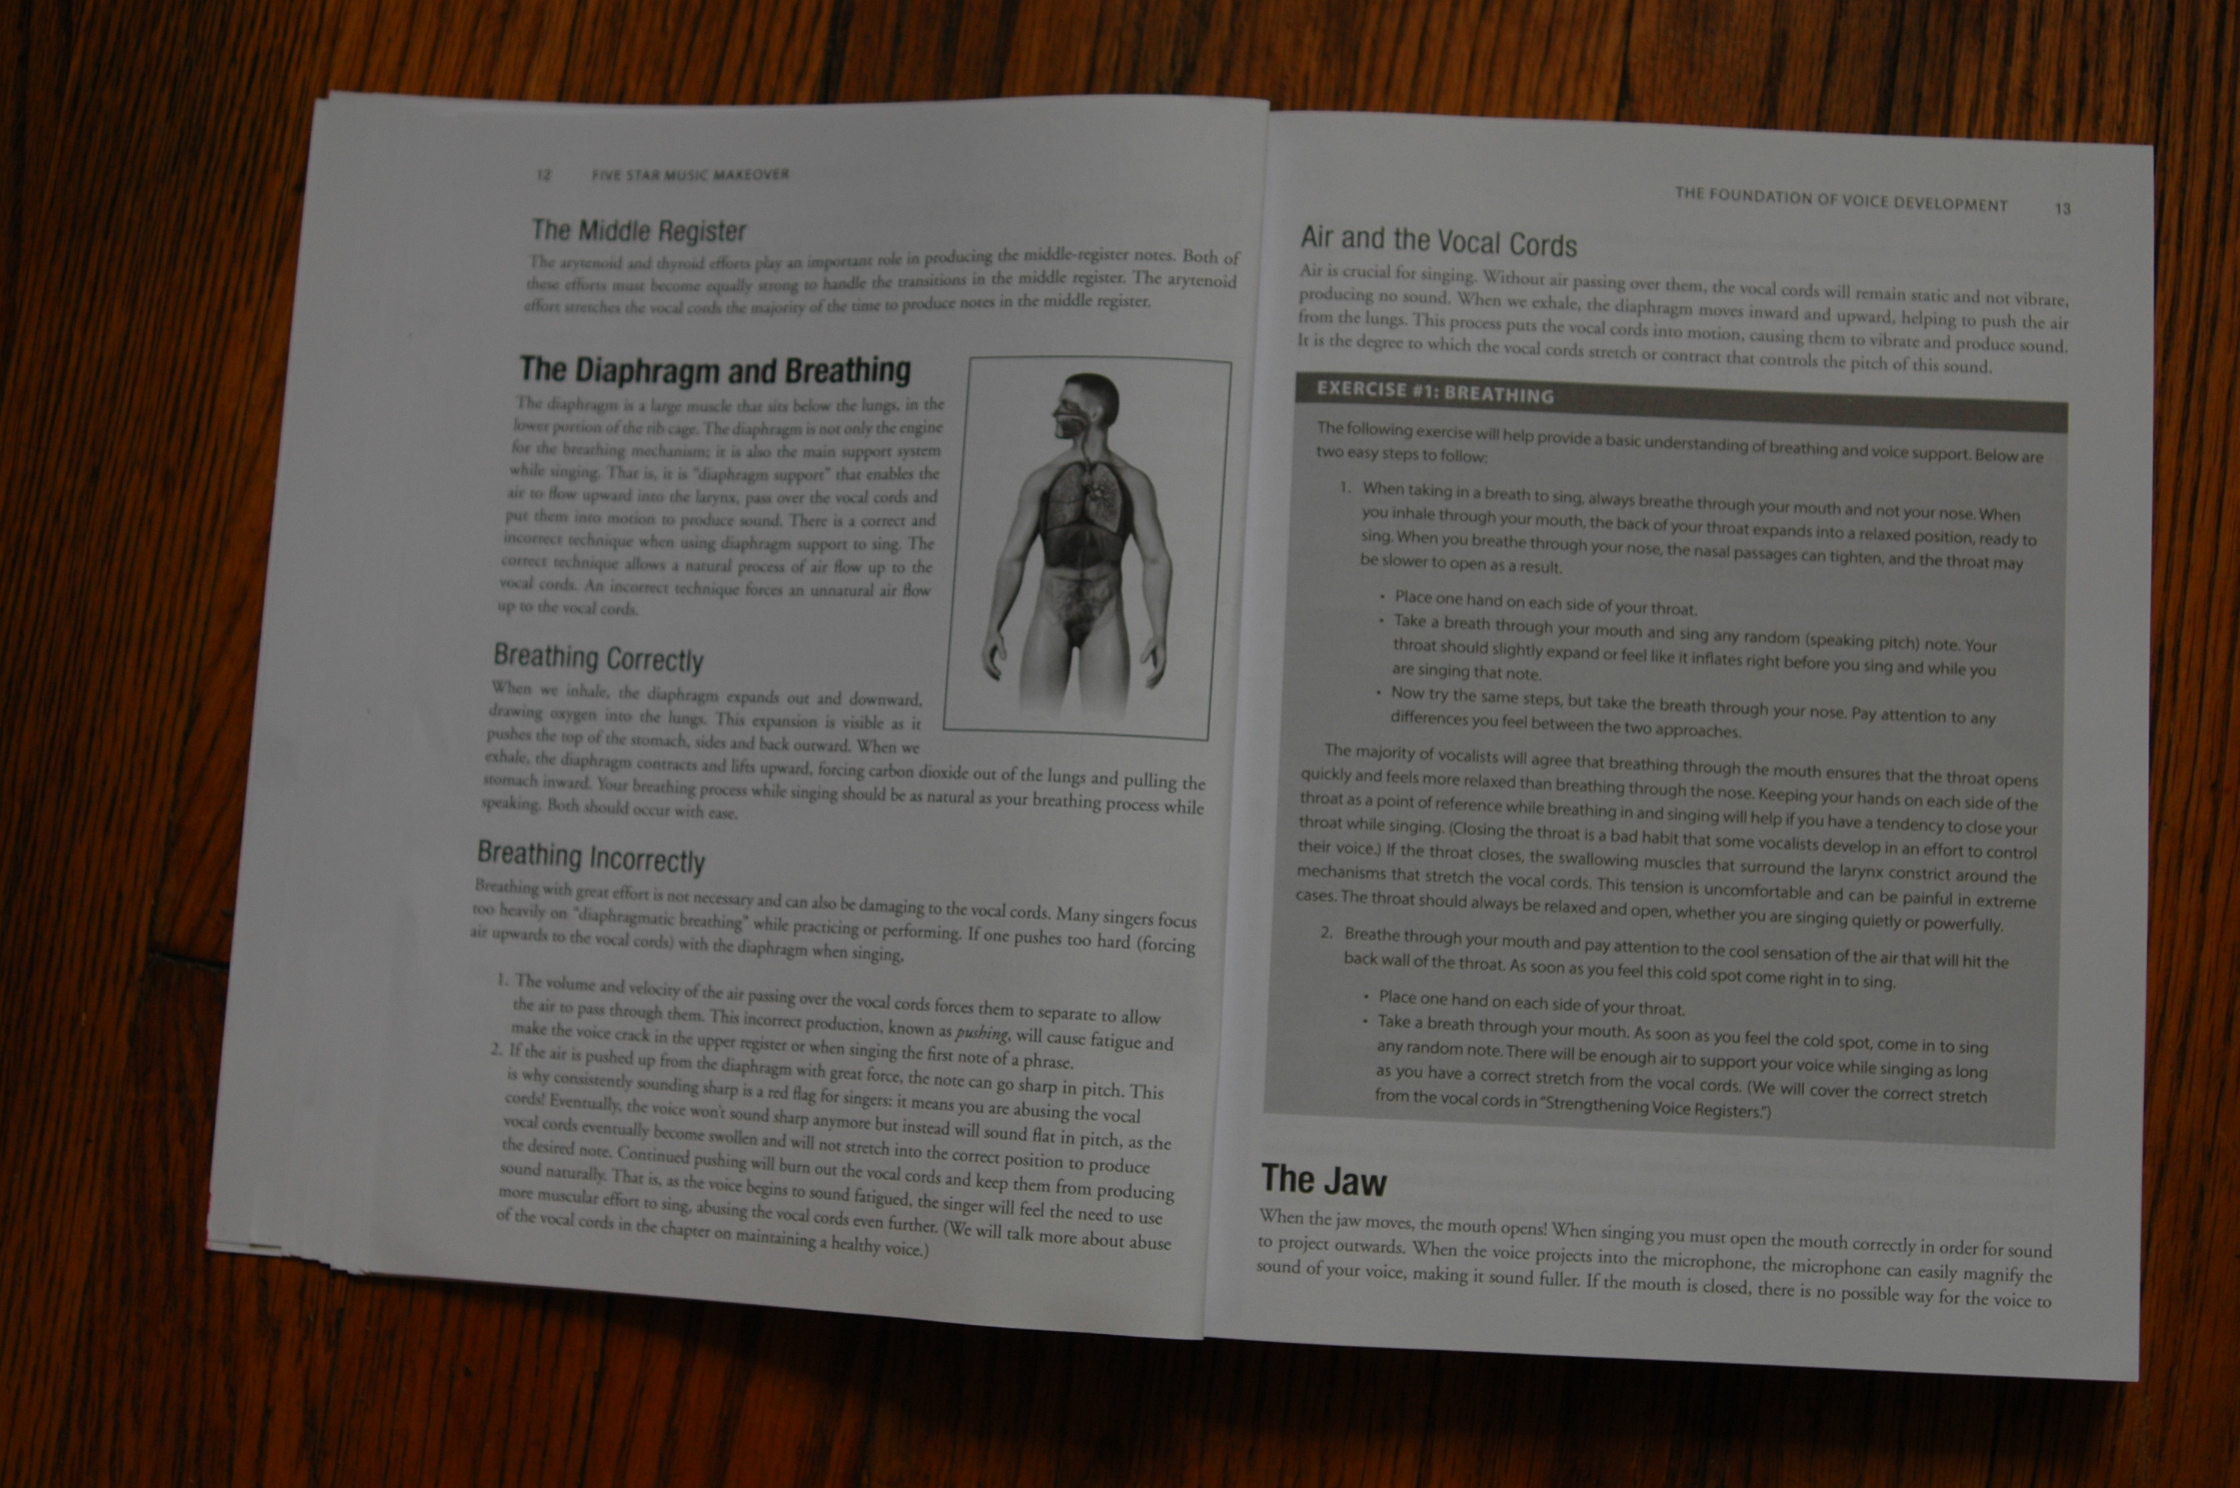 12 FIVE STAR MUSIC MAKEOVER
The Middle Register
The arytenoid and thyroid efforts play an important role in producing the middle-register notes. Both of
these efforts must become equally strong to handle the transitions in the middle register. The arytenoid
effort stretches the vocal cords the majority of the time to produce notes in the middle register.
The Diaphragm and Breathing
The diaphragm is a large muscle that sits below the lungs, in the
lower portion of the rib cage. The diaphragm is not only the engine
for the breathing mechanism; it is also the main support system
while singing. That is, it is "diaphragm support" that enables the
air to flow upward into the larynx, pass over the vocal cords and
put them into motion to produce sound. There is a correct and
incorrect technique when using diaphragm support to sing. The
correct technique allows a natural process of air flow up to the
vocal cords. An incorrect technique forces an unnatural air flow
up to the vocal cords.
Breathing Correctly
When we inhale, the diaphragm expands out and downward,
drawing oxygen into the lungs. This expansion is visible as it
pushes the top of the stomach, sides and back outward. When we
exhale, the diaphragm contracts and lifts upward, forcing carbon dioxide out of the lungs and pulling the
stomach inward. Your breathing process while singing should be as natural as your breathing process while
speaking. Both should occur with ease.
Breathing Incorrectly
Breathing with great effort is not necessary and can also be damaging to the vocal cords. Many singers focus
too heavily on "diaphragmatic breathing" while practicing or performing. If one pushes too hard (forcing
air upwards to the vocal cords) with the diaphragm when singing,
1. The volume and velocity of the air passing over the vocal cords forces them to separate to allow
the air to pass through them. This incorrect production, known as pushing, will cause fatigue and
make the voice crack in the upper register or when singing the first note of a phrase.
2. If the air is pushed up from the diaphragm with great force, the note can go sharp in pitch. This
is why consistently sounding sharp is a red flag for singers: it means you are abusing the vocal
cords! Eventually, the voice won't sound sharp anymore but instead will sound flat in pitch, as the
vocal cords eventually become swollen and will not stretch into the correct position to produce
the desired note. Continued pushing will burn out the vocal cords and keep them from producing
sound naturally. That is, as the voice begins to sound fatigued, the singer will feel the need to use
more muscular effort to sing, abusing the vocal cords even further. (We will talk more about abuse
of the vocal cords in the chapter on maintaining a healthy voice.)
THE FOUNDATION OF VOICE DEVELOPMENT 13
Air and the Vocal Cords
Air is crucial for singing. Without air passing over them, the vocal cords will remain static and not vibrate,
producing no sound. When we exhale, the diaphragm moves inward and upward, helping to push the air
from the lungs. This process puts the vocal cords into motion, causing them to vibrate and produce sound.
It is the degree to which the vocal cords stretch or contract that controls the pitch of this sound.
EXERCISE #1: BREATHING
The following exercise will help provide a basic understanding of breathing and voice support. Below are
two easy steps to follow:
1. When taking in a breath to sing, always breathe through your mouth and not your nose. When
you inhale through your mouth, the back of your throat expands into a relaxed position, ready to
sing. When you breathe through your nose, the nasal passages can tighten, and the throat may
be slower to open as a result.
• Place one hand on each side of your throat.
• Take a breath through your mouth and sing any random (speaking pitch) note. Your
throat should slightly expand or feel like it inflates right before you sing and while you
are singing that note.
• Now try the same steps, but take the breath through your nose. Pay attention to any
differences you feel between the two approaches.
The majority of vocalists will agree that breathing through the mouth ensures that the throat opens
quickly and feels more relaxed than breathing through the nose. Keeping your hands on each side of the
throat as a point of reference while breathing in and singing will help if you have a tendency to close your
throat while singing. (Closing the throat is a bad habit that some vocalists develop in an effort to control
their voice.) If the throat closes, the swallowing muscles that surround the larynx constrict around the
mechanisms that stretch the vocal cords. This tension is uncomfortable and can be painful in extreme
cases. The throat should always be relaxed and open, whether you are singing quietly or powerfully.
2. Breathe through your mouth and pay attention to the cool sensation of the air that will hit the
back wall of the throat. As soon as you feel this cold spot come right in to sing.
• Place one hand on each side of your throat.
• Take a breath through your mouth. As soon as you feel the cold spot, come in to sing
any random note. There will be enough air to support your voice while singing as long
as you have a correct stretch from the vocal cords. (We will cover the correct stretch
from the vocal cords in "Strengthening Voice Registers.")
The Jaw
When the jaw moves, the mouth opens! When singing you must open the mouth correctly in order for sound
to project outwards. When the voice projects into the microphone, the microphone can easily magnify the
sound of your voice, making it sound fuller. If the mouth is closed, there is no possible way for the voice to